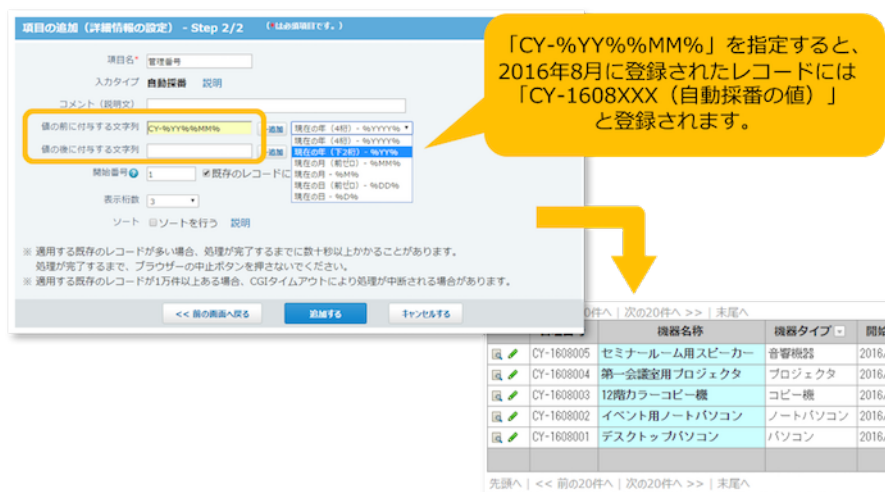 項目の追加（詳細情報の設定） - Step 2/2 （*は必須項目です。）
項目名* 管理番号
入力タイプ 自動採番 説明
コメント（説明文）
値の前に付与する文字列 CY-%YY%%MM% 追加 現在の年（4桁）- %YYYY%
値の後に付与する文字列 追加
現在の年（4桁）- %YYYY%
現在の年（下2桁）- %YY%
現在の月（前ゼロ）- %MM%
現在の月 - %M%
現在の日（前ゼロ）- %DD%
現在の日 - %D%
開始番号 1 既存のレコードに
表示桁数 3
ソート ソートを行う 説明
※ 適用する既存のレコードが多い場合、処理が完了するまでに数十秒以上かかることがあります。
処理が完了するまで、ブラウザーの中止ボタンを押さないでください。
※ 適用する既存のレコードが1万件以上ある場合、CGIタイムアウトにより処理が中断される場合があります。
<< 前の画面へ戻る 追加する キャンセルする
「CY-%YY%%MM%」を指定すると、
2016年8月に登録されたレコードには
「CY-1608XXX（自動採番の値）」
と登録されます。
0件へ | 次の20件へ >> | 末尾へ
機器名称 機器タイプ 開始
CY-1608005 セミナールーム用スピーカー 音響機器 2016/
CY-1608004 第一会議室用プロジェクタ プロジェクタ 2016/
CY-1608003 12階カラーコピー機 コピー機 2016/
CY-1608002 イベント用ノートパソコン ノートパソコン 2016/
CY-1608001 デスクトップパソコン パソコン 2016/
先頭へ | << 前の20件へ | 次の20件へ >> | 末尾へ